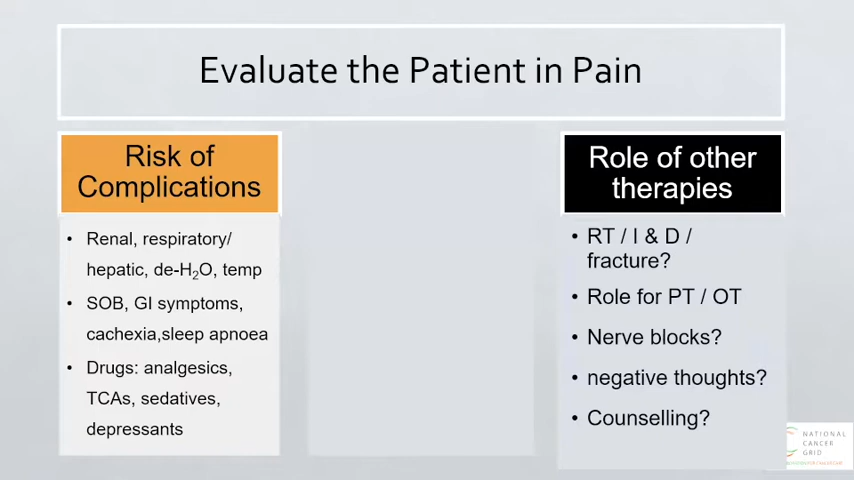 Evaluate the Patient in Pain
Risk of
Complications
• Renal, respiratory/
hepatic, de-H₂O, temp
• SOB, GI symptoms,
cachexia,sleep apnoea
• Drugs: analgesics,
TCAs, sedatives,
depressants
Role of other
therapies
• RT / I & D /
fracture?
• Role for PT / OT
• Nerve blocks?
• negative thoughts?
• Counselling?
NATIONAL
CANCER
GRID